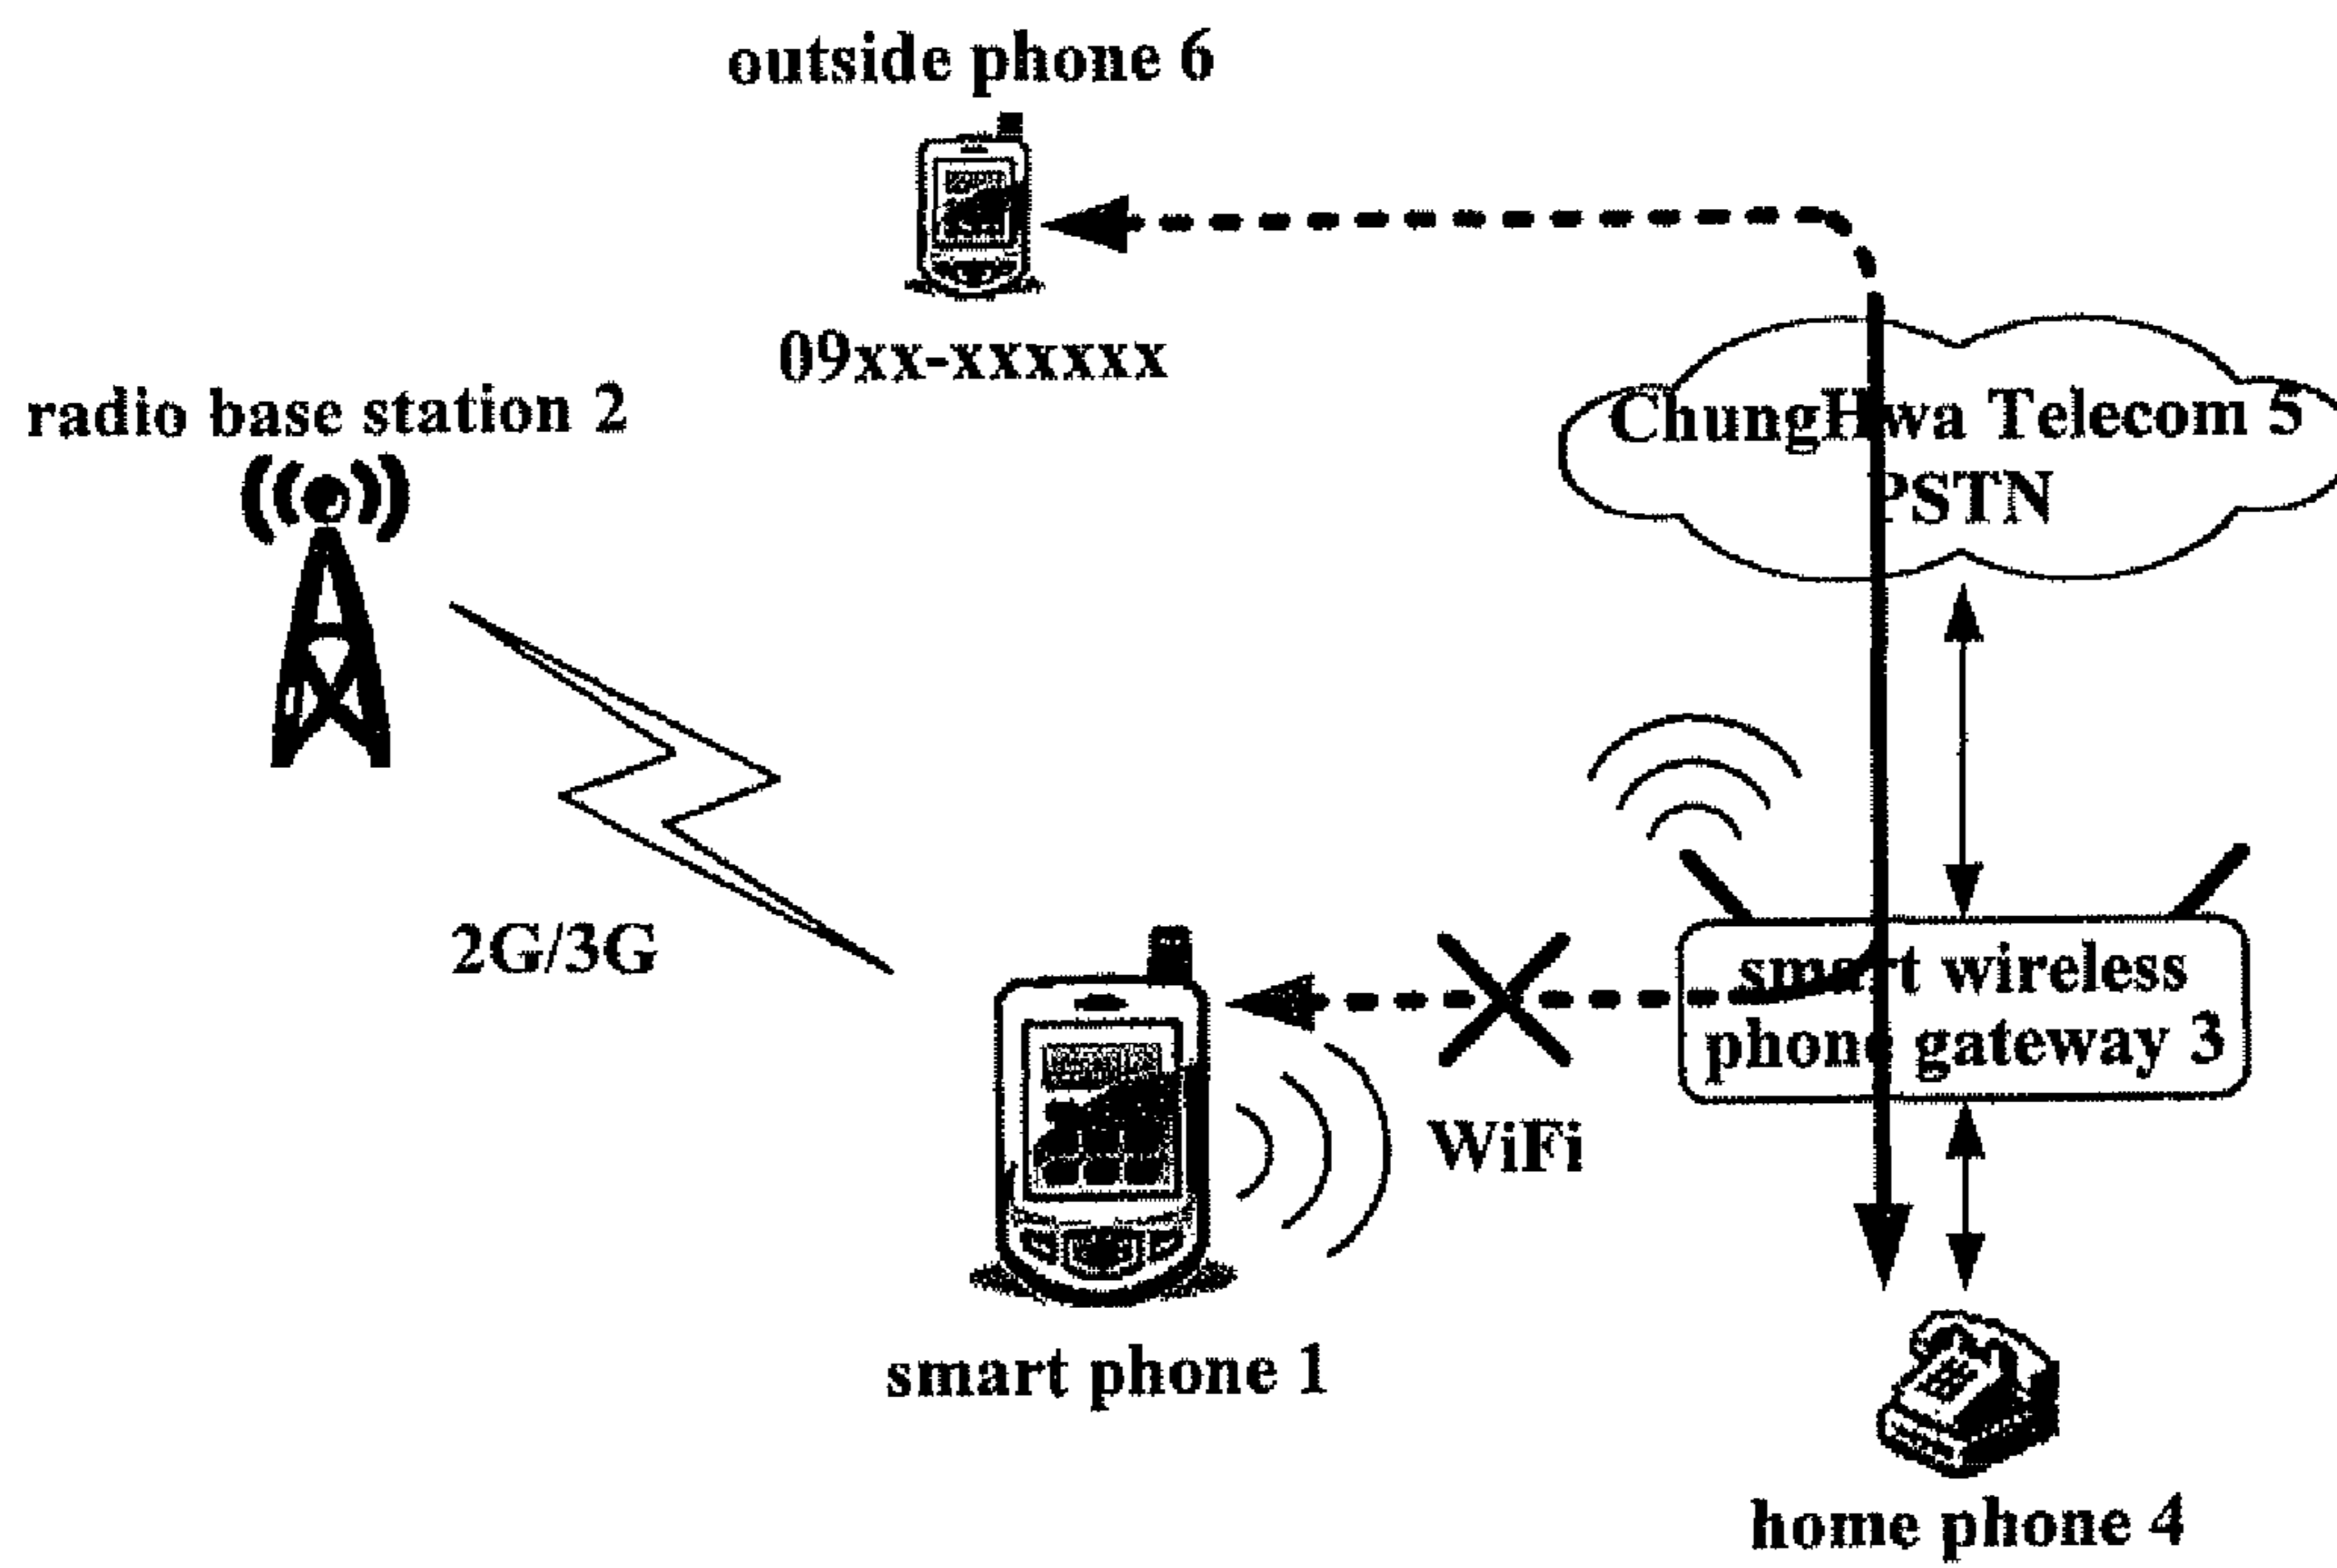 outside phone 6
09xx-xxxxxx
radio base station 2
ChungHwa Telecom 5
PSTN
2G/3G
smart wireless
phone gateway 3
WiFi
smart phone 1
home phone 4